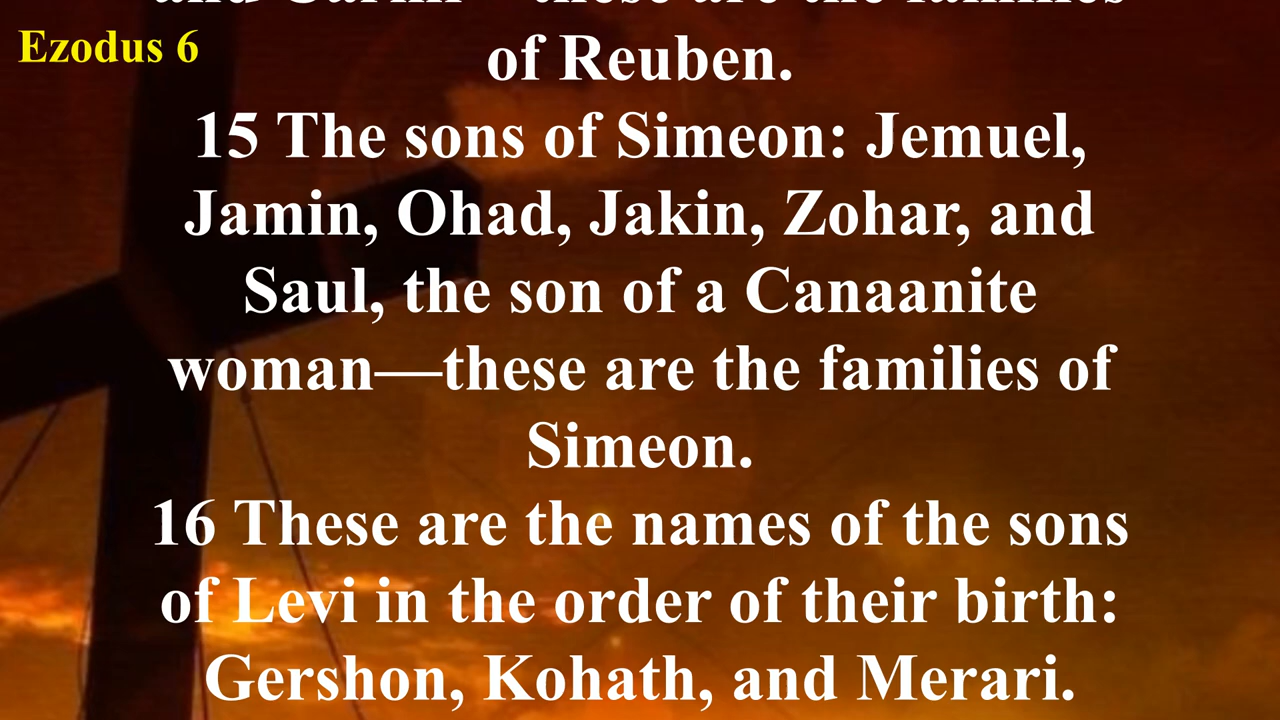 Ezodus 6
of Reuben.
15 The sons of Simeon: Jemuel,
Jamin, Ohad, Jakin, Zohar, and
Saul, the son of a Canaanite
woman—these are the families of
Simeon.
16 These are the names of the sons
of Levi in the order of their birth:
Gershon, Kohath, and Merari.